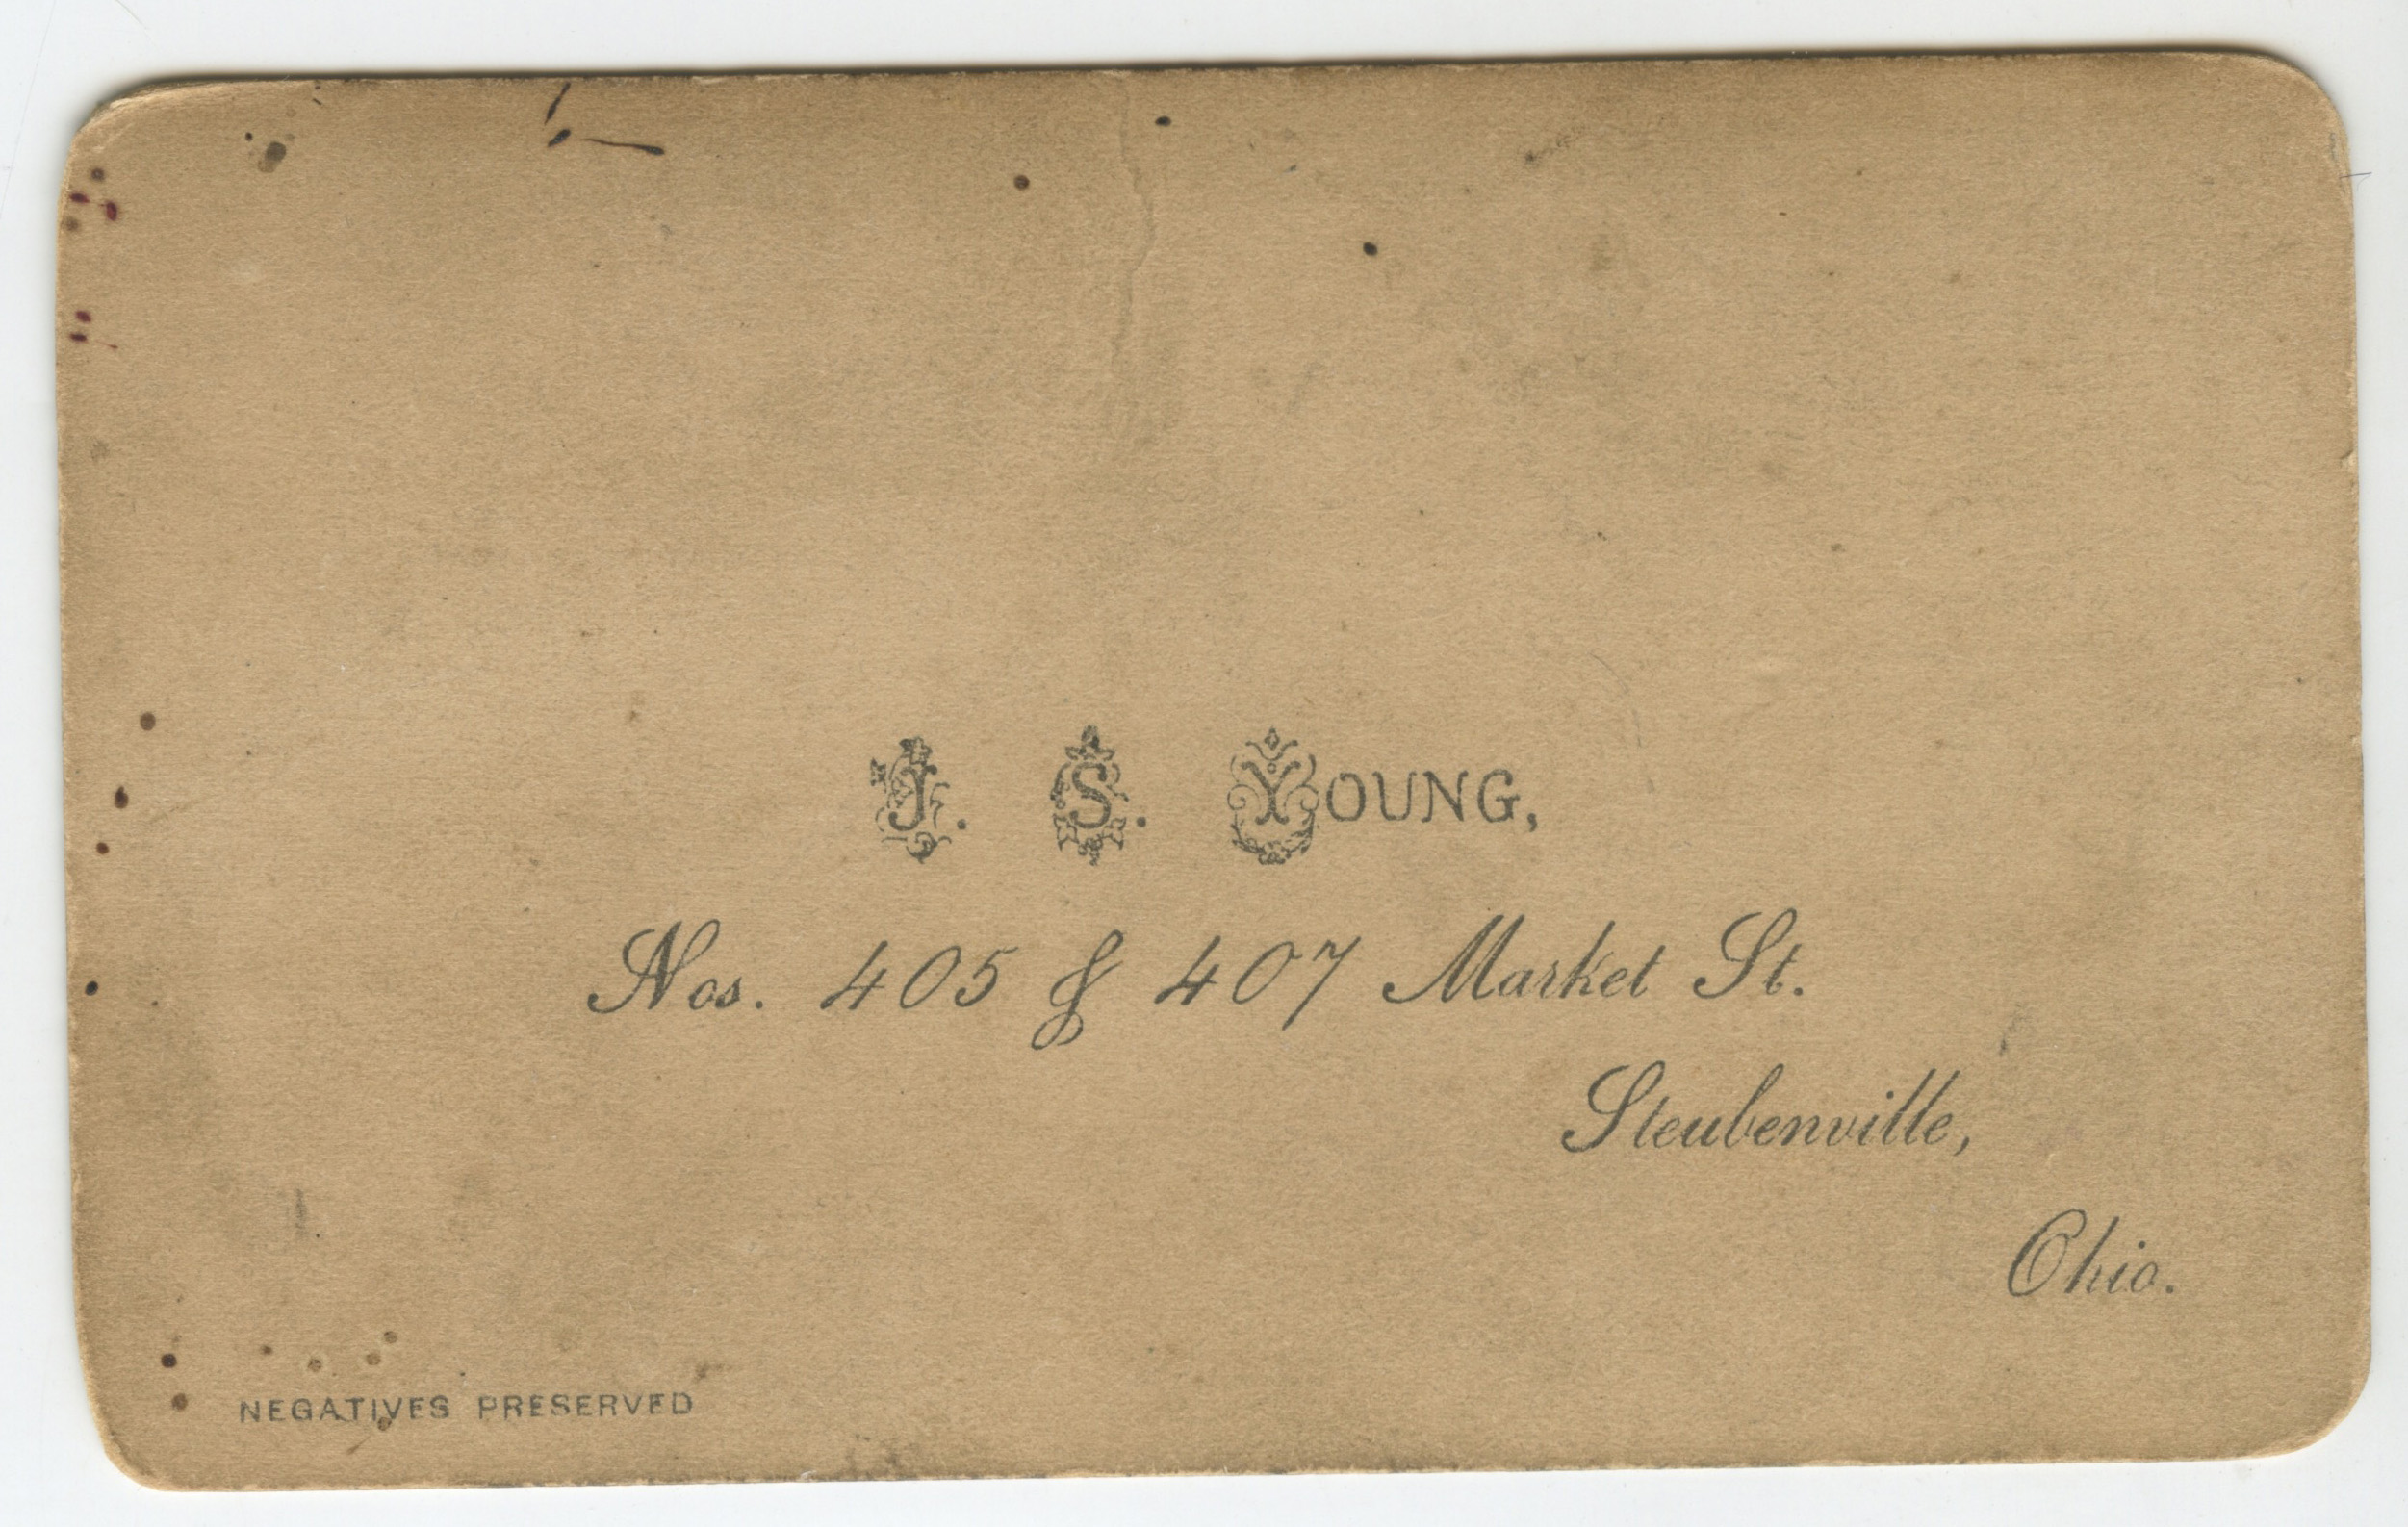 J. S. YOUNG,
Nos. 405 & 407 Market St.
Steubenville,
Ohio.
NEGATIVES PRESERVED